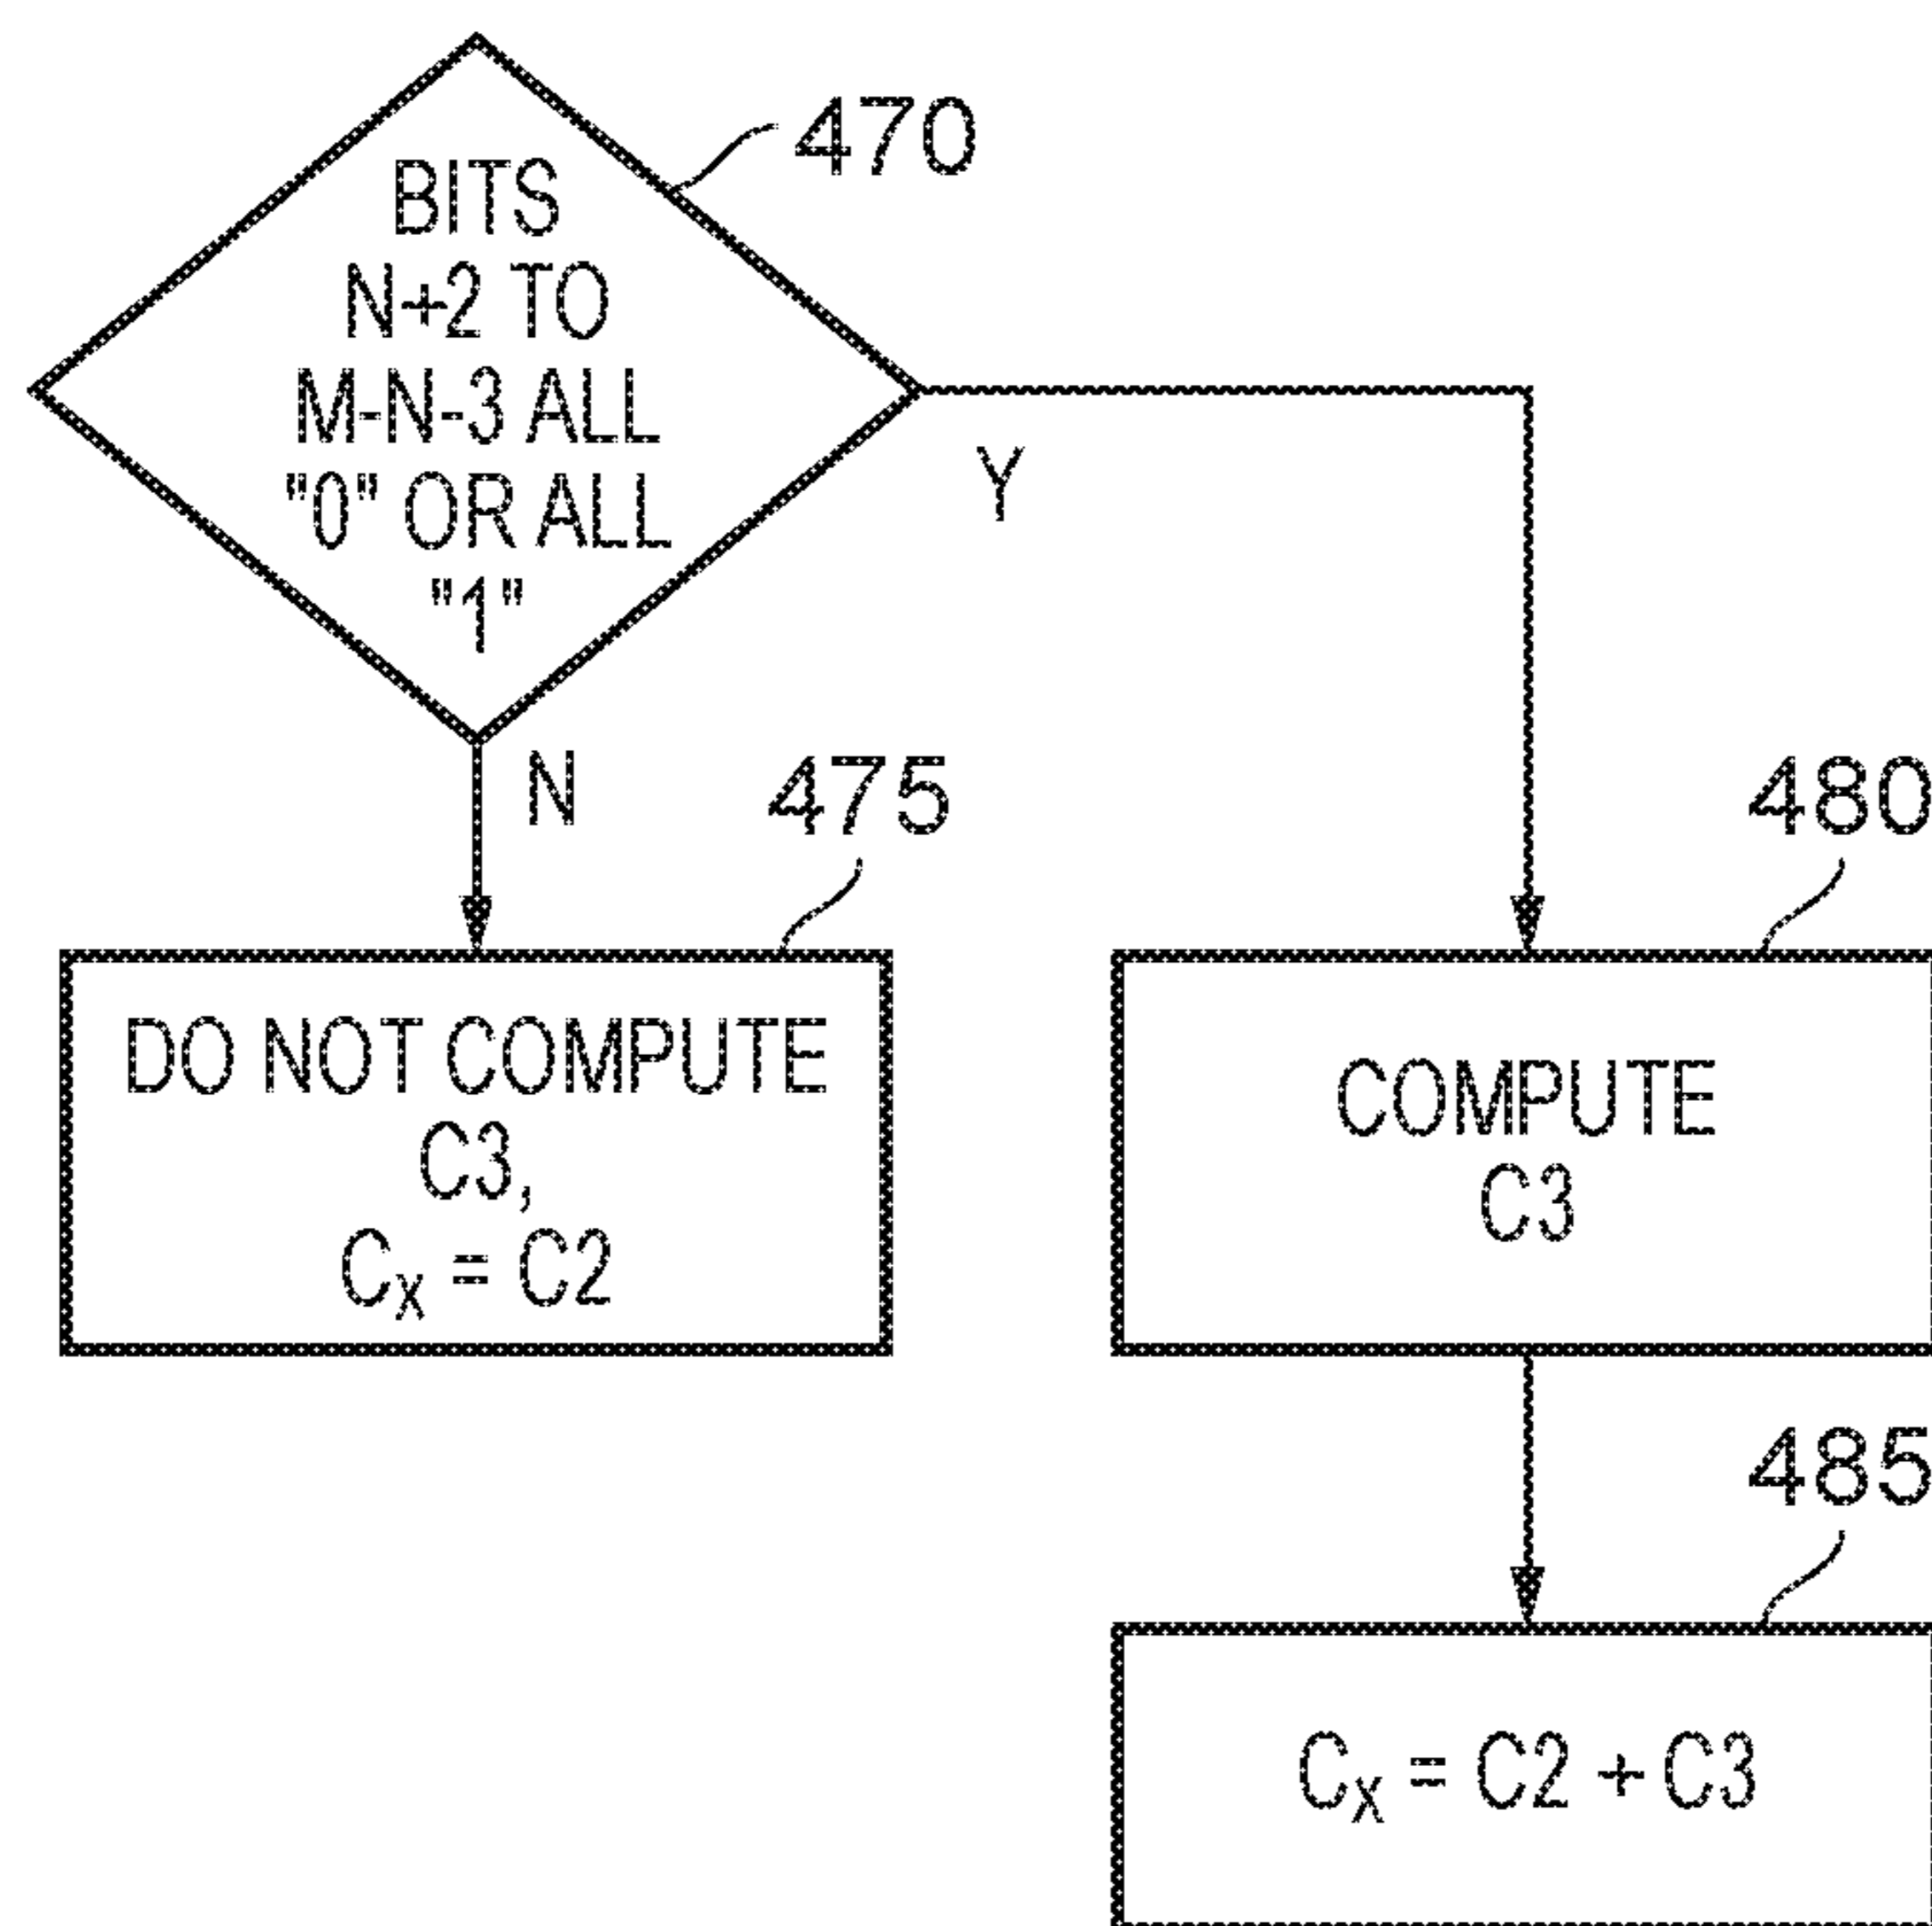 470
BITS
N+2 TO
M-N-3 ALL
"0" OR ALL
"1"
Y
N
475
480
DO NOT COMPUTE
C3,
Cx = C2
COMPUTE
C3
485
Cx = C2 + C3